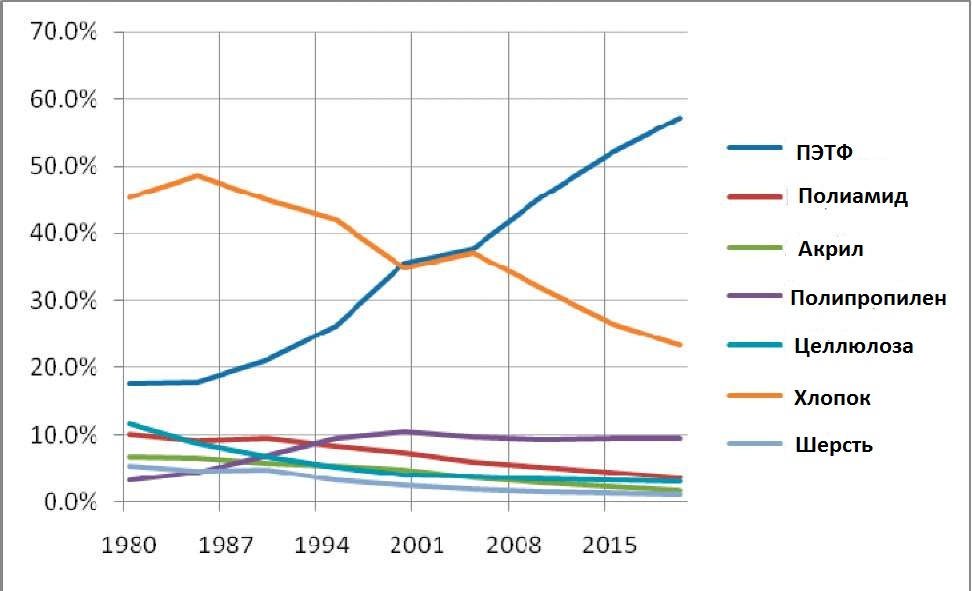 70.0%
60.0%
50.0%
40.0%
30.0%
20.0%
10.0%
0.0%
1980 1987 1994 2001 2008 2015
ПЭТФ
Полиамид
Акрил
Полипропилен
Целлюлоза
Хлопок
Шерсть